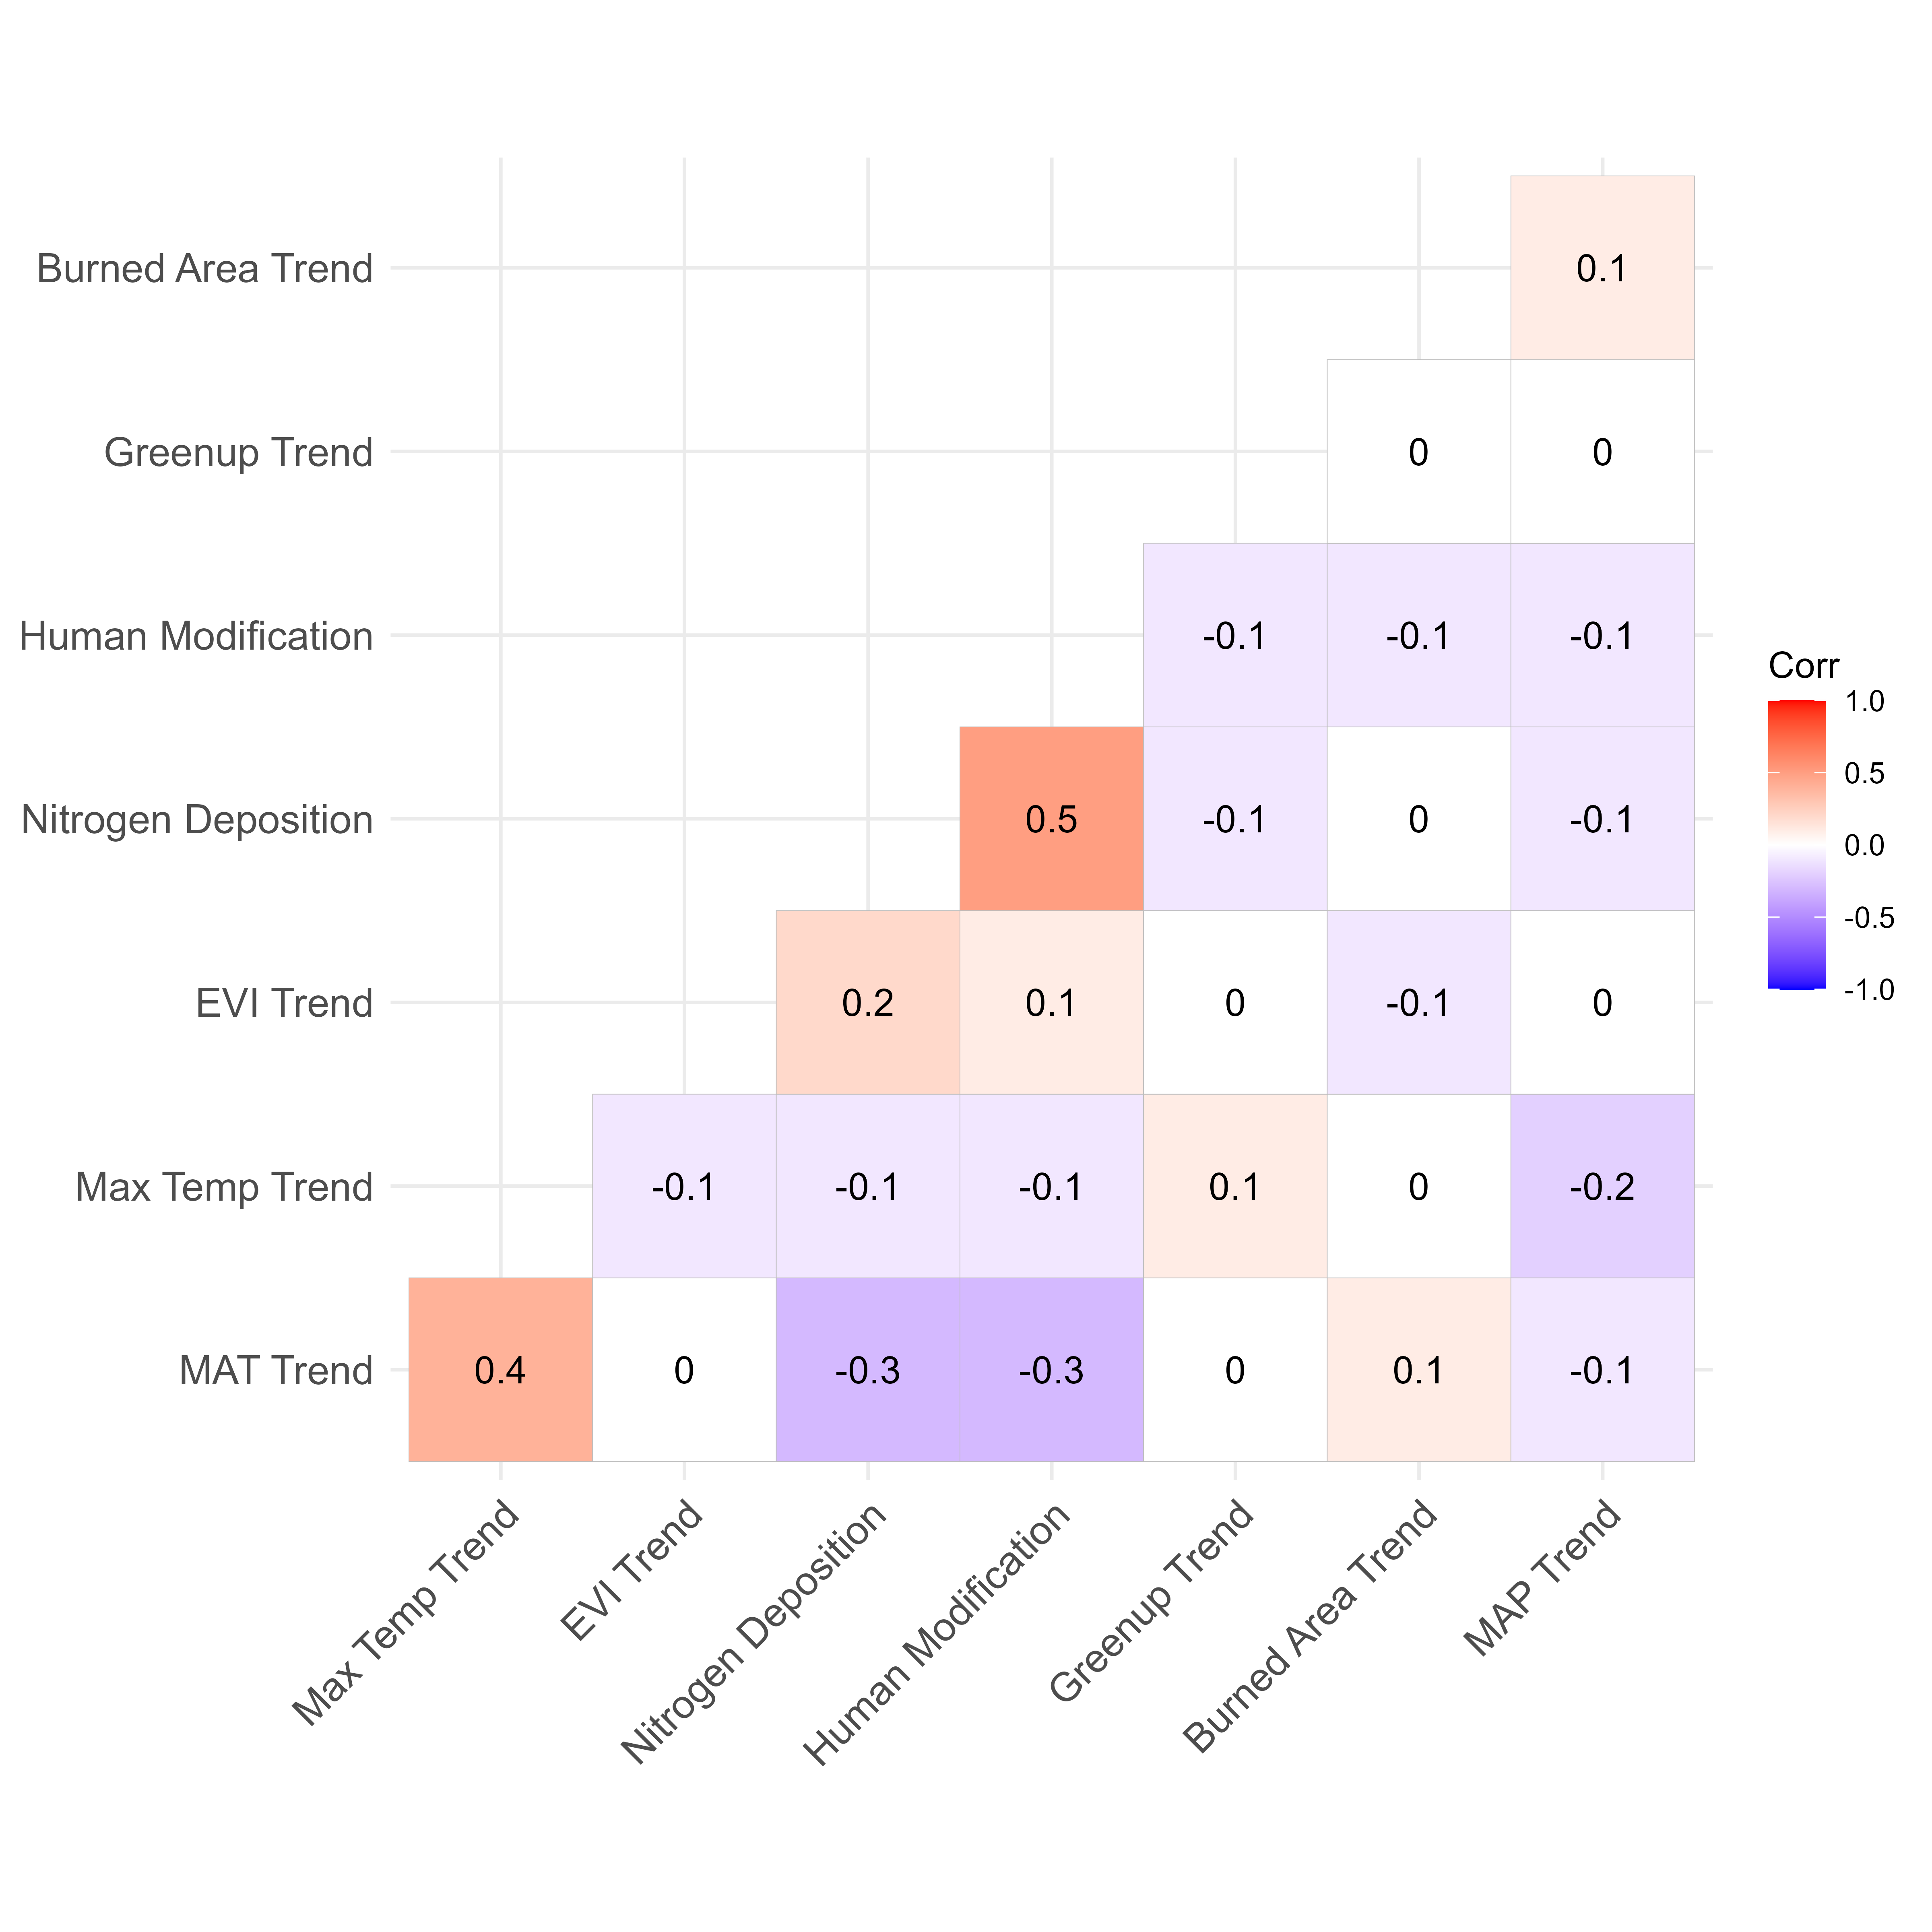 Burned Area Trend 0.1
Greenup Trend 0 0
Human Modification -0.1 -0.1 -0.1
Nitrogen Deposition 0.5 -0.1 0 -0.1
EVI Trend 0.2 0.1 0 -0.1 0
Max Temp Trend -0.1 -0.1 -0.1 0.1 0 -0.2
MAT Trend 0.4 0 -0.3 -0.3 0 0.1 -0.1
Max Temp Trend
EVI Trend
Nitrogen Deposition
Human Modification
Greenup Trend
Burned Area Trend
MAP Trend
Corr
1.0
0.5
0.0
-0.5
-1.0